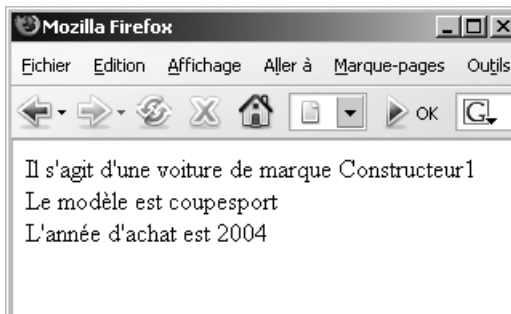 Mozilla Firefox
Fichier Edition Affichage Aller à Marque-pages Outils
OK G
Il s'agit d'une voiture de marque Constructeur1
Le modèle est coupesport
L'année d'achat est 2004